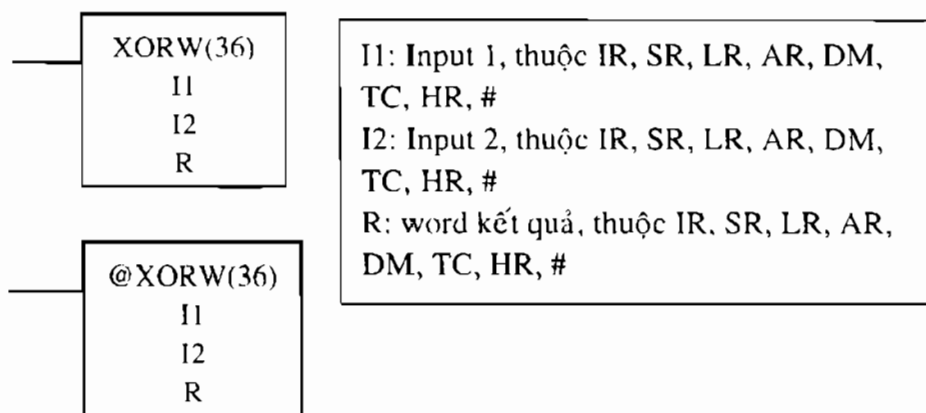 XORW(36)
I1
I2
R
I1: Input 1, thuộc IR, SR, LR, AR, DM,
TC, HR, #
I2: Input 2, thuộc IR, SR, LR, AR, DM,
TC, HR, #
R: word kết quả, thuộc IR, SR, LR, AR,
DM, TC, HR, #
@XORW(36)
I1
I2
R